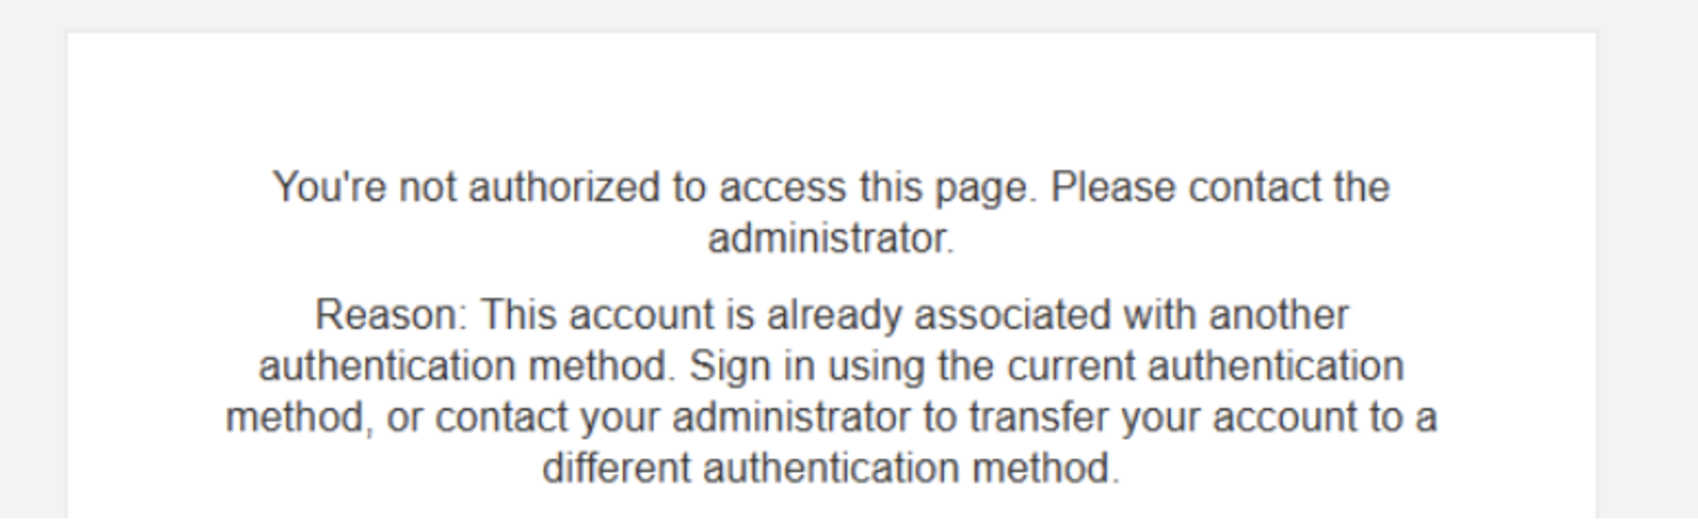 You're not authorized to access this page. Please contact the
administrator.
Reason: This account is already associated with another
authentication method. Sign in using the current authentication
method, or contact your administrator to transfer your account to a
different authentication method.